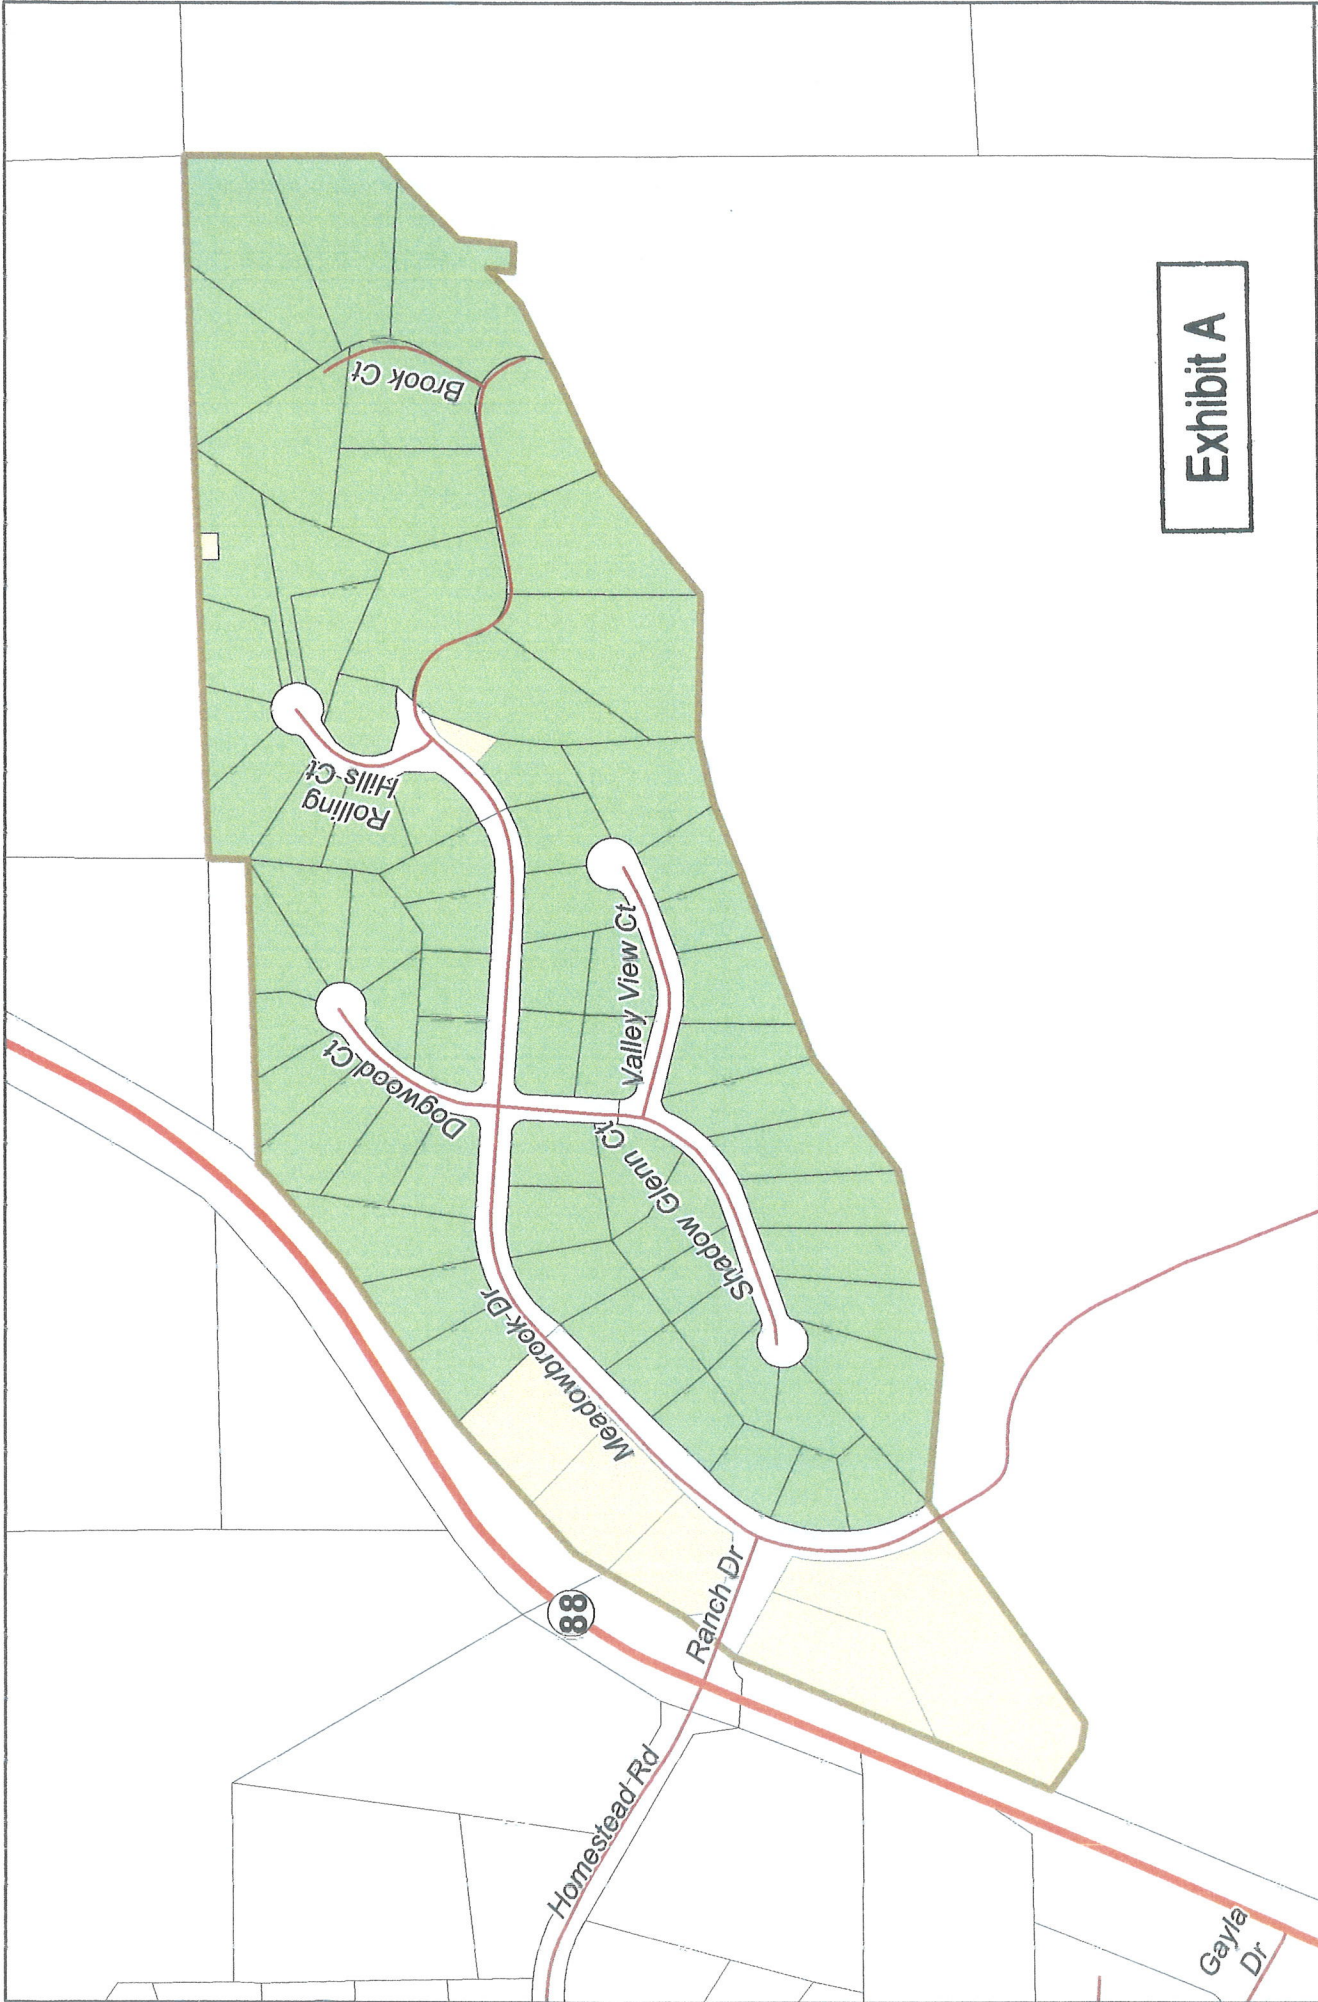 Brook Ct
Rolling
Hills Ct
Valley View Ct
Dogwood Ct
Shadow Glenn Ct
Meadowbrook Dr
Ranch Dr
88
Homestead Rd
Gayla
Dr
Exhibit A